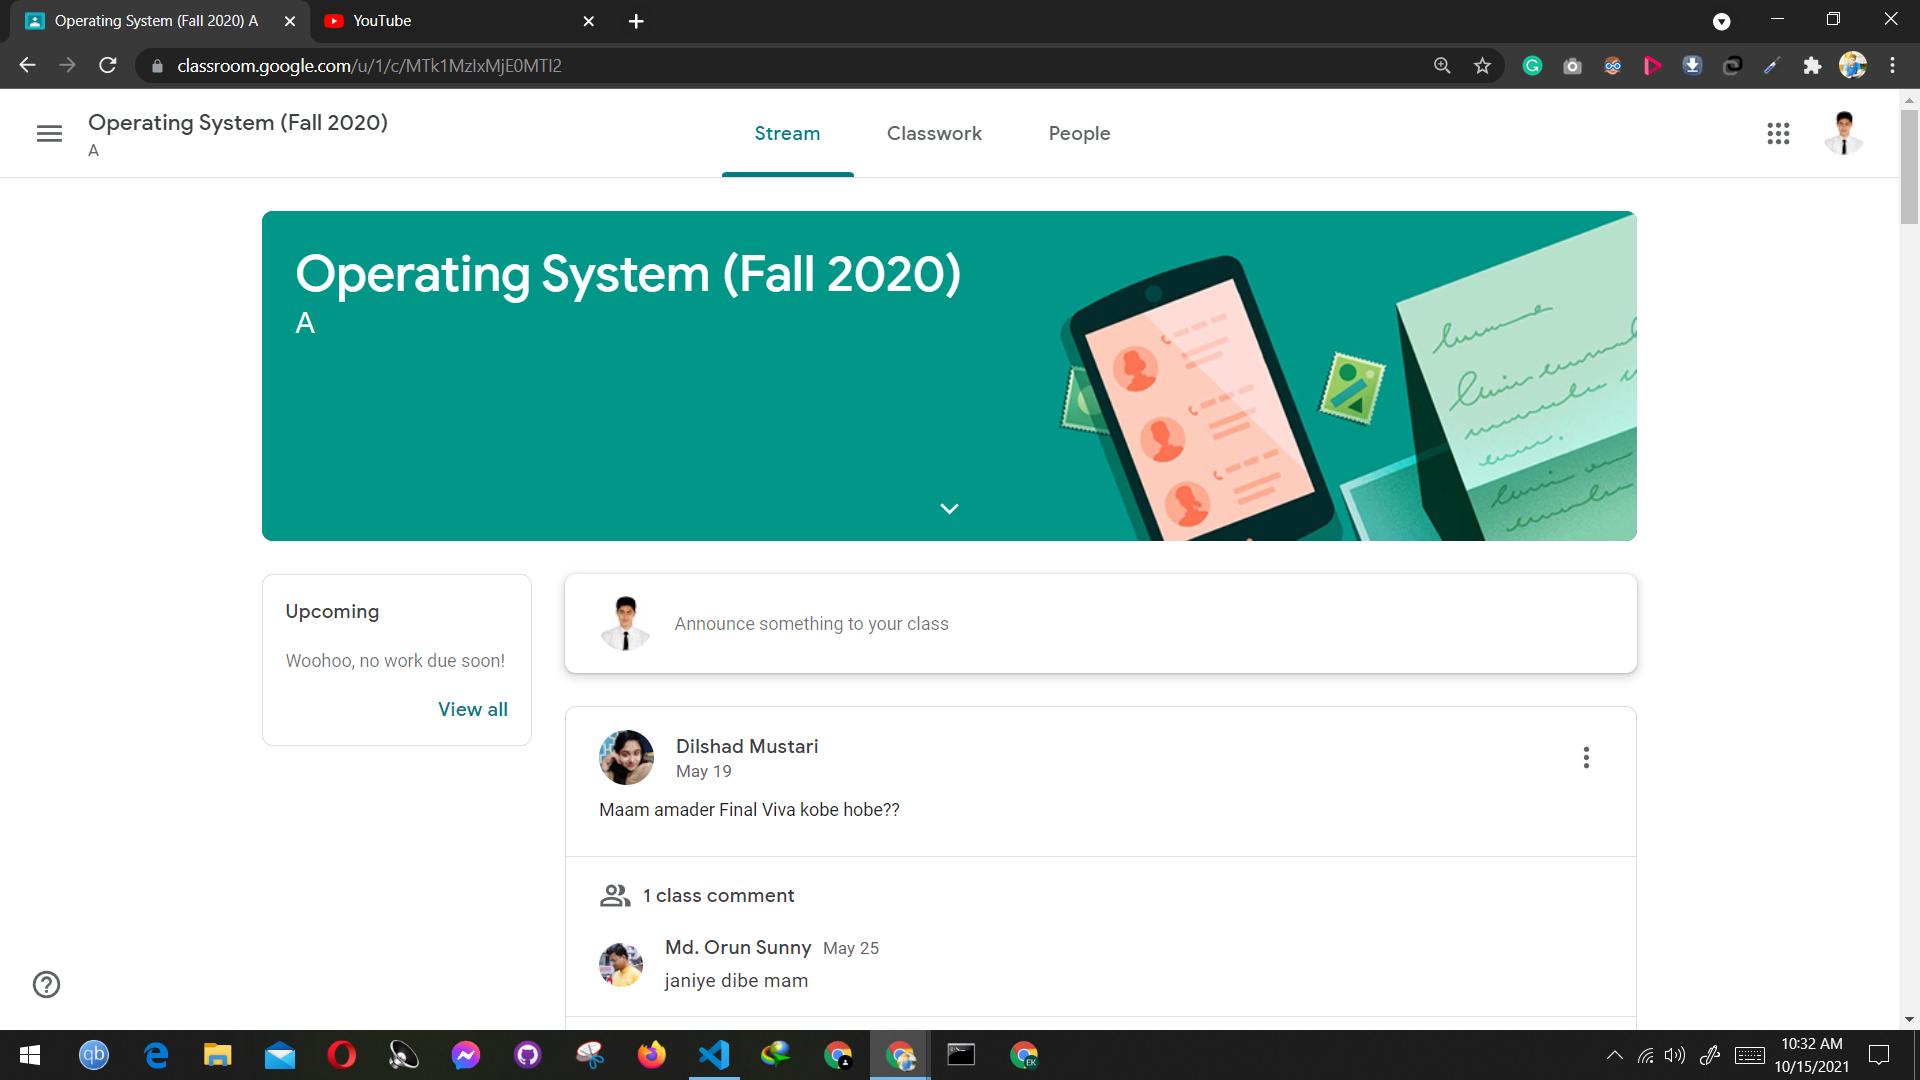 Operating System (Fall 2020) A
YouTube
classroom.google.com/u/1/c/MTk1MzIxMjE0MTI2
Operating System (Fall 2020)
A
Stream
Classwork
People
Operating System (Fall 2020)
A
Upcoming
Woohoo, no work due soon!
View all
Announce something to your class
Dilshad Mustari
May 19
Maam amader Final Viva kobe hobe??
1 class comment
Md. Orun Sunny May 25
janiye dibe mam
qb
EK
10:32 AM
10/15/2021